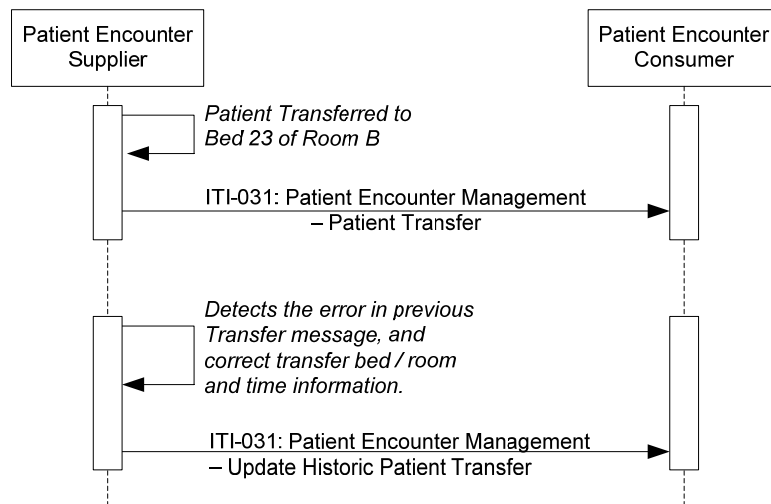 Patient Encounter
Supplier
Patient Encounter
Consumer
Patient Transferred to
Bed 23 of Room B
ITI-031: Patient Encounter Management
– Patient Transfer
Detects the error in previous
Transfer message, and
correct transfer bed / room
and time information.
ITI-031: Patient Encounter Management
– Update Historic Patient Transfer